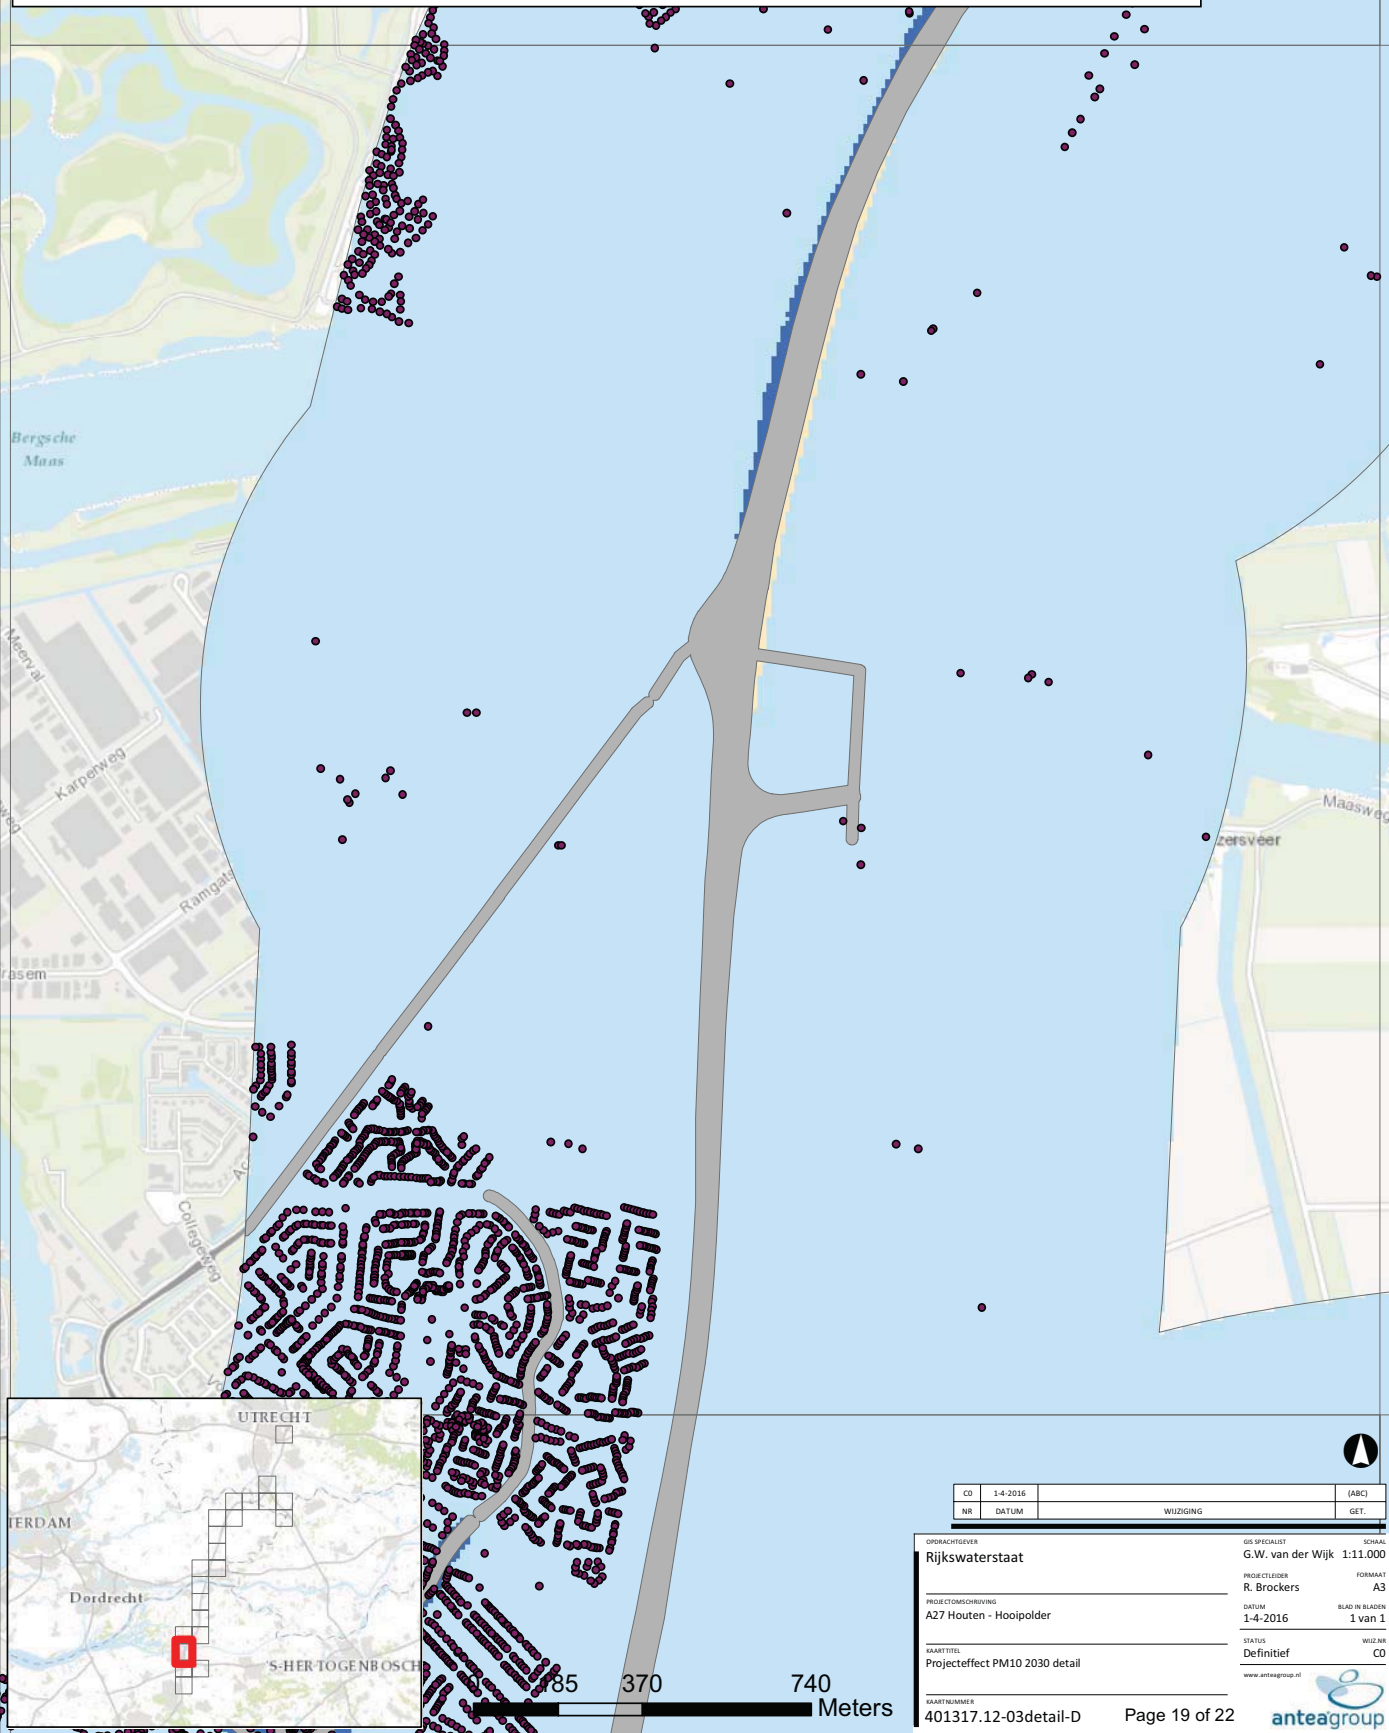 Bergsche
Maas
Meerval
Karperweg
weg
Ramgats
rasem
Maasweg
zersveer
Collegeweg
UTRECHT
TERDAM
Dordrecht
'S-HERTOGENBOSCH
185 370 740
Meters
C0 1-4-2016 (ABC)
NR DATUM WIJZIGING GET.
OPDRACHTGEVER
Rijkswaterstaat
PROJECTOMSCHRIJVING
A27 Houten - Hooipolder
KAARTTITEL
Projecteffect PM10 2030 detail
KAARTNUMMER
401317.12-03detail-D
Page 19 of 22
GIS SPECIALIST SCHAAL
G.W. van der Wijk 1:11.000
PROJECTLEIDER FORMAAT
R. Brockers A3
DATUM BLAD IN BLADEN
1-4-2016 1 van 1
STATUS WIJZ.NR
Definitief C0
www.anteagroup.nl
anteagroup